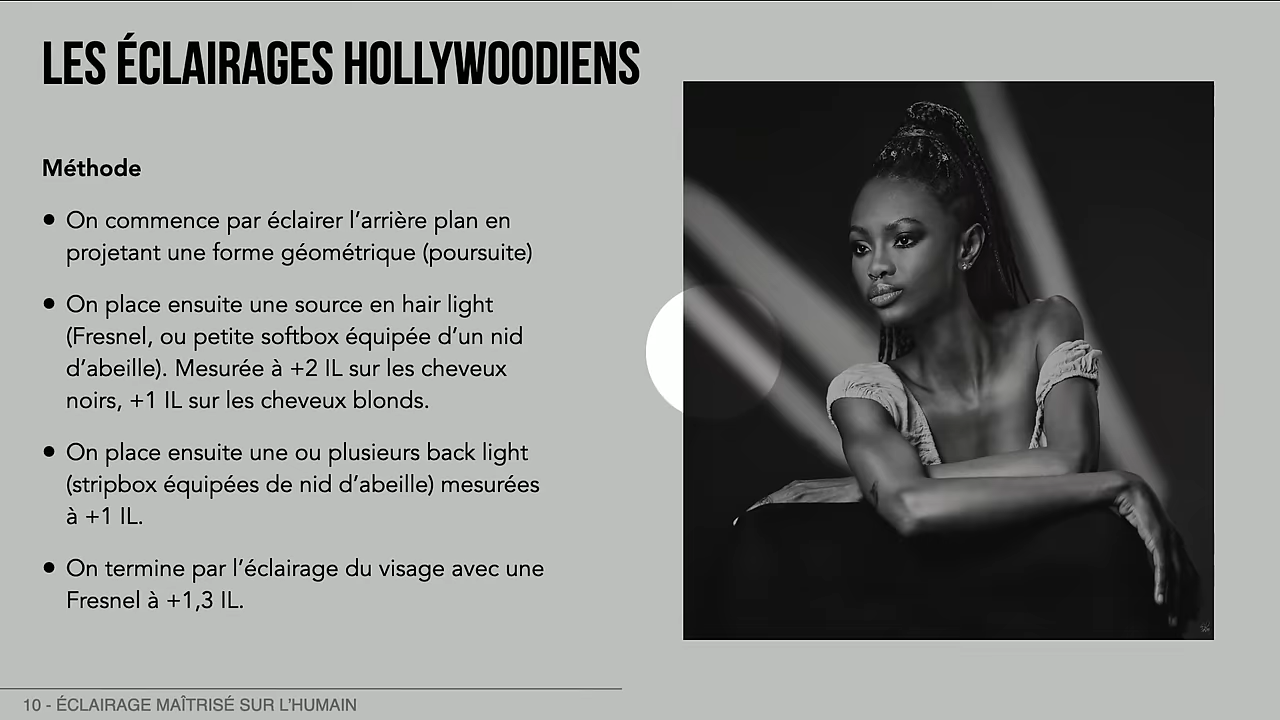 LES ÉCLAIRAGES HOLLYWOODIENS
Méthode
• On commence par éclairer l’arrière plan en
projetant une forme géométrique (poursuite)
• On place ensuite une source en hair light
(Fresnel, ou petite softbox équipée d’un nid
d’abeille). Mesurée à +2 IL sur les cheveux
noirs, +1 IL sur les cheveux blonds.
• On place ensuite une ou plusieurs back light
(stripbox équipées de nid d’abeille) mesurées
à +1 IL.
• On termine par l’éclairage du visage avec une
Fresnel à +1,3 IL.
10 - ÉCLAIRAGE MAÎTRISÉ SUR L’HUMAIN